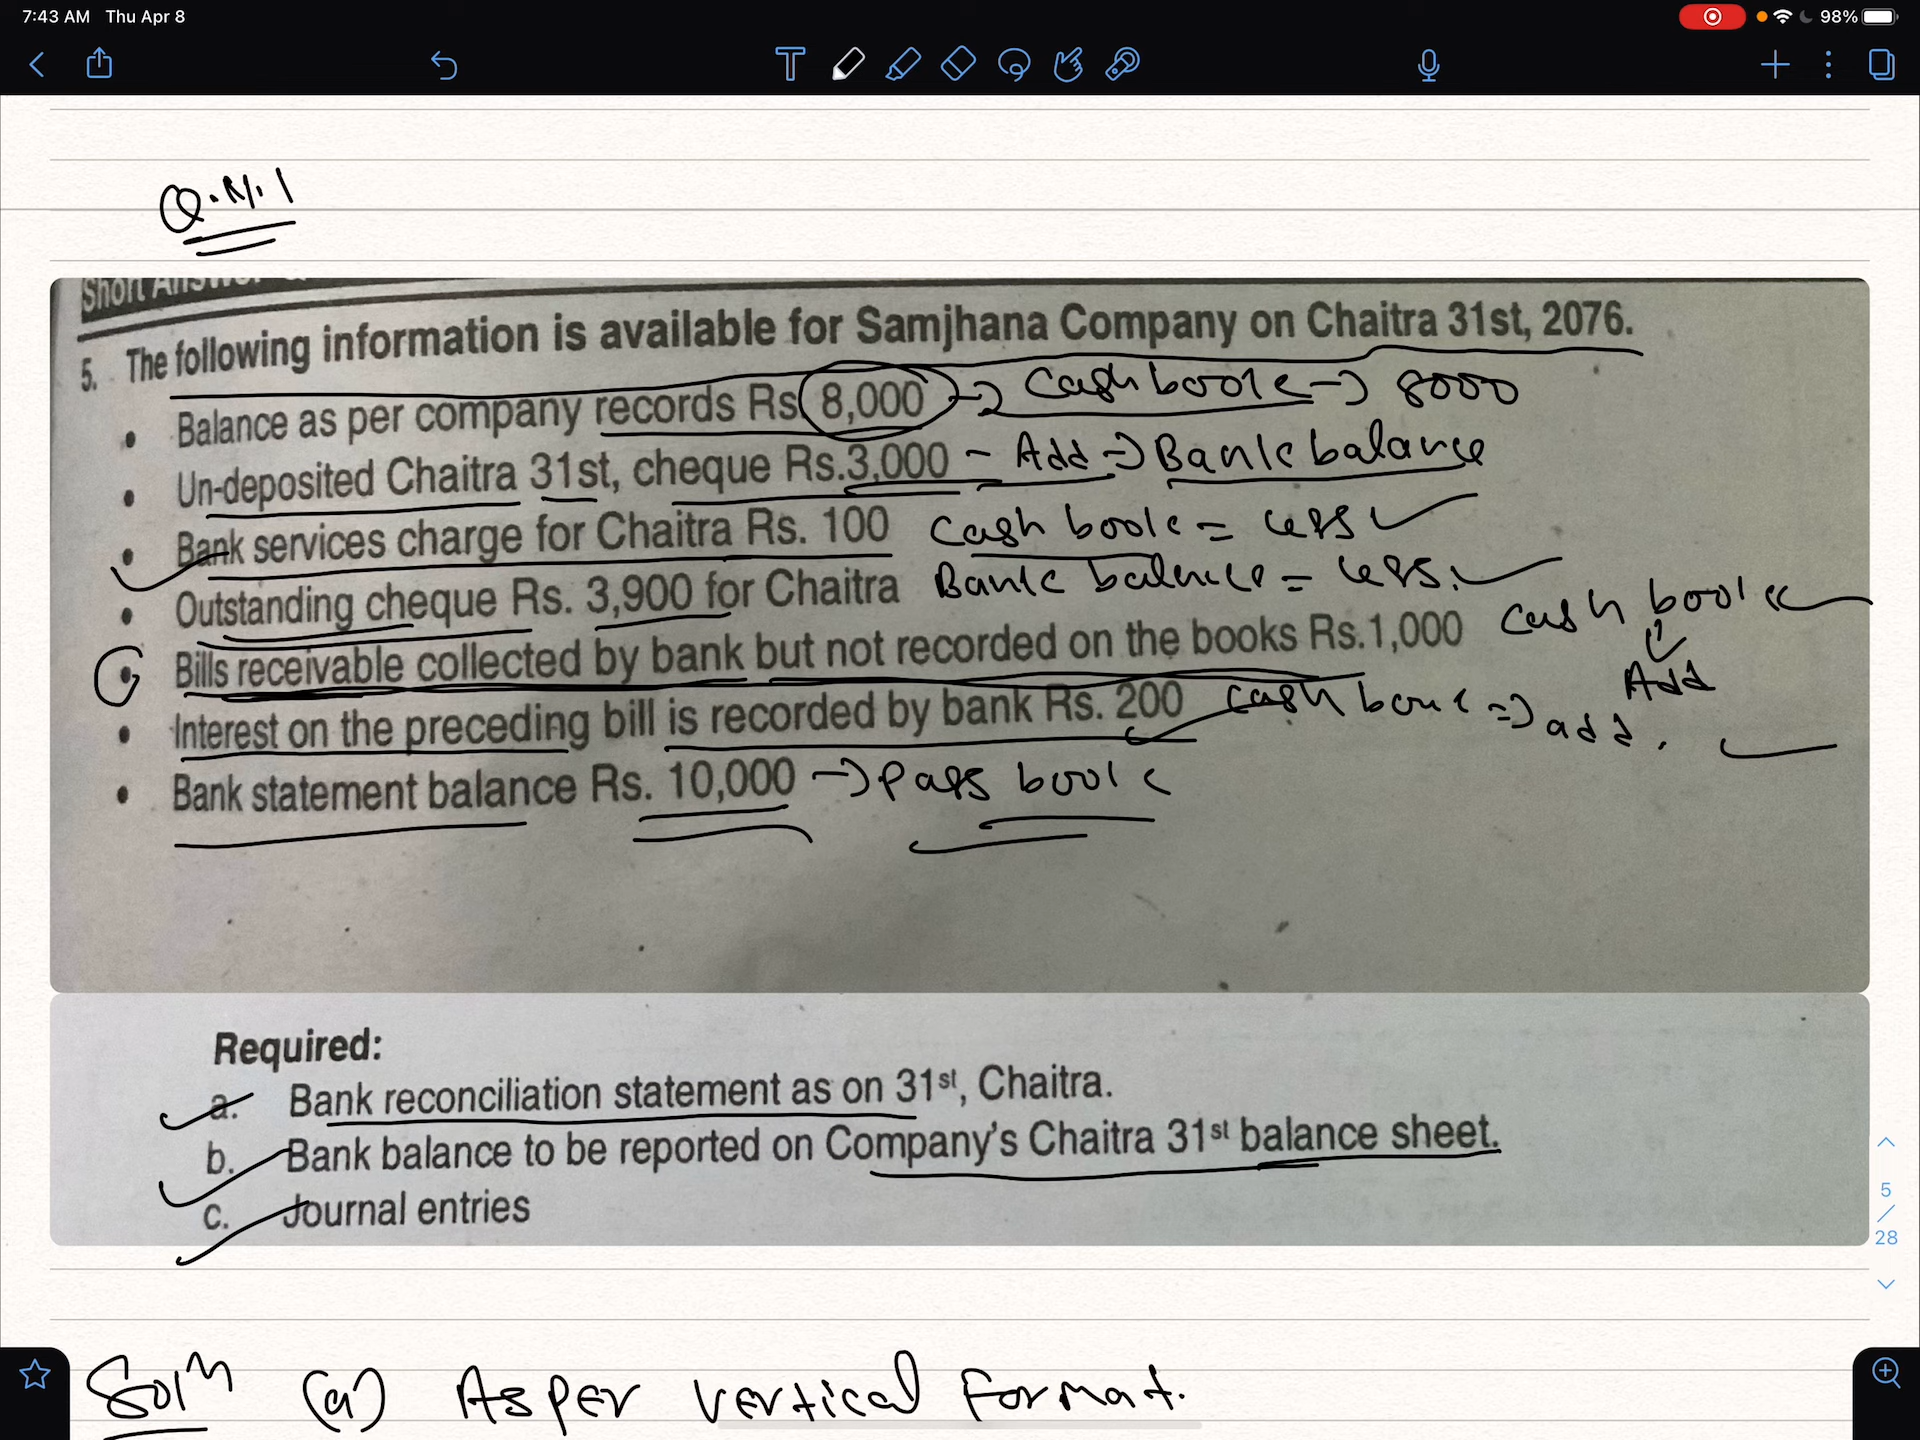 7:43 AM Thu Apr 8
98%
Q.N.1
Short Answer
5. The following information is available for Samjhana Company on Chaitra 31st, 2076.
• Balance as per company records Rs 8,000 → Cash book → 8000
• Un-deposited Chaitra 31st, cheque Rs.3,000 - Add → Bank balance
• Bank services charge for Chaitra Rs. 100 Cash book = less
• Outstanding cheque Rs. 3,900 for Chaitra Bank balance = less.
• Bills receivable collected by bank but not recorded on the books Rs.1,000 Cash book
Add
• Interest on the preceding bill is recorded by bank Rs. 200 Cash book => add.
• Bank statement balance Rs. 10,000 → Pass book
Required:
a. Bank reconciliation statement as on 31st, Chaitra.
b. Bank balance to be reported on Company's Chaitra 31st balance sheet.
c. Journal entries
5
/
28
Soln (a) As per vertical Format.